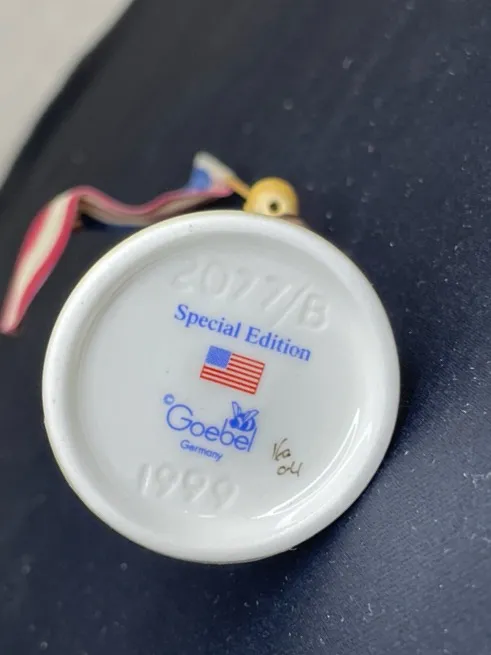 2077/B
Special Edition
© Goebel
Germany
1999